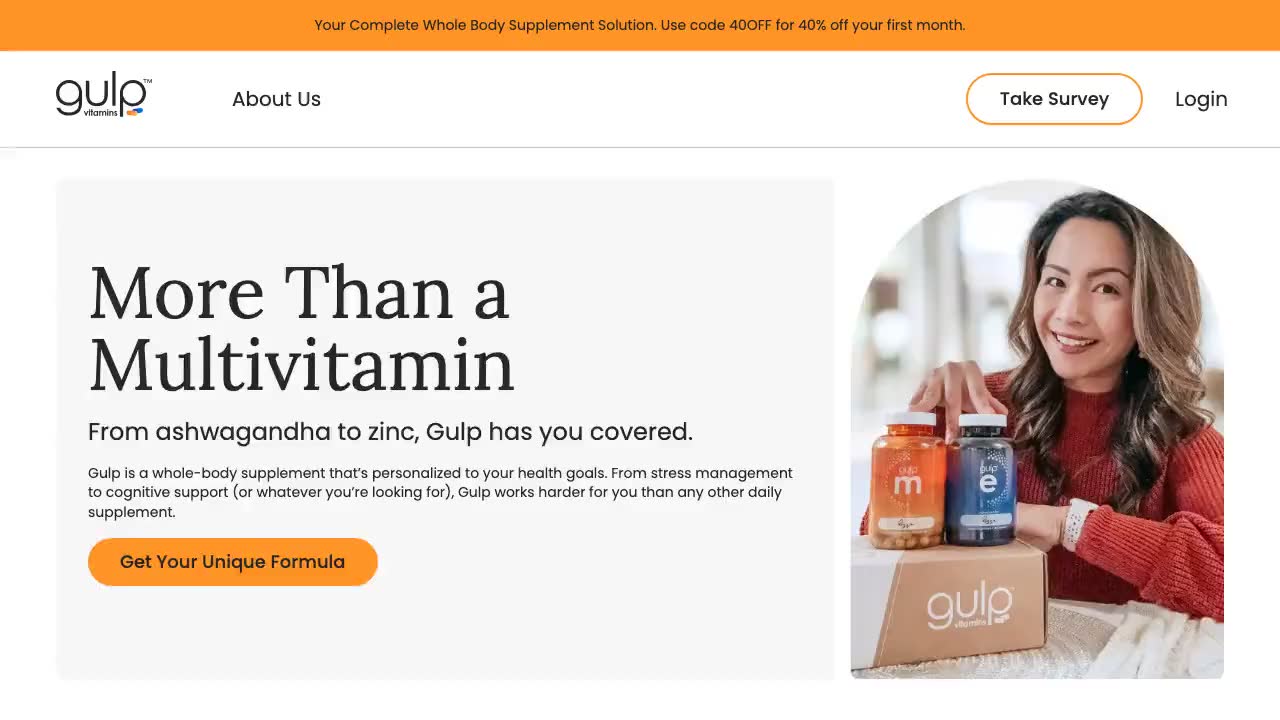 Your Complete Whole Body Supplement Solution. Use code 40OFF for 40% off your first month.
gulp™
vitamins
About Us
Take Survey
Login
More Than a
Multivitamin
From ashwagandha to zinc, Gulp has you covered.
Gulp is a whole-body supplement that’s personalized to your health goals. From stress management
to cognitive support (or whatever you’re looking for), Gulp works harder for you than any other daily
supplement.
Get Your Unique Formula
gulp
m
gulp
e
gulp
vitamins